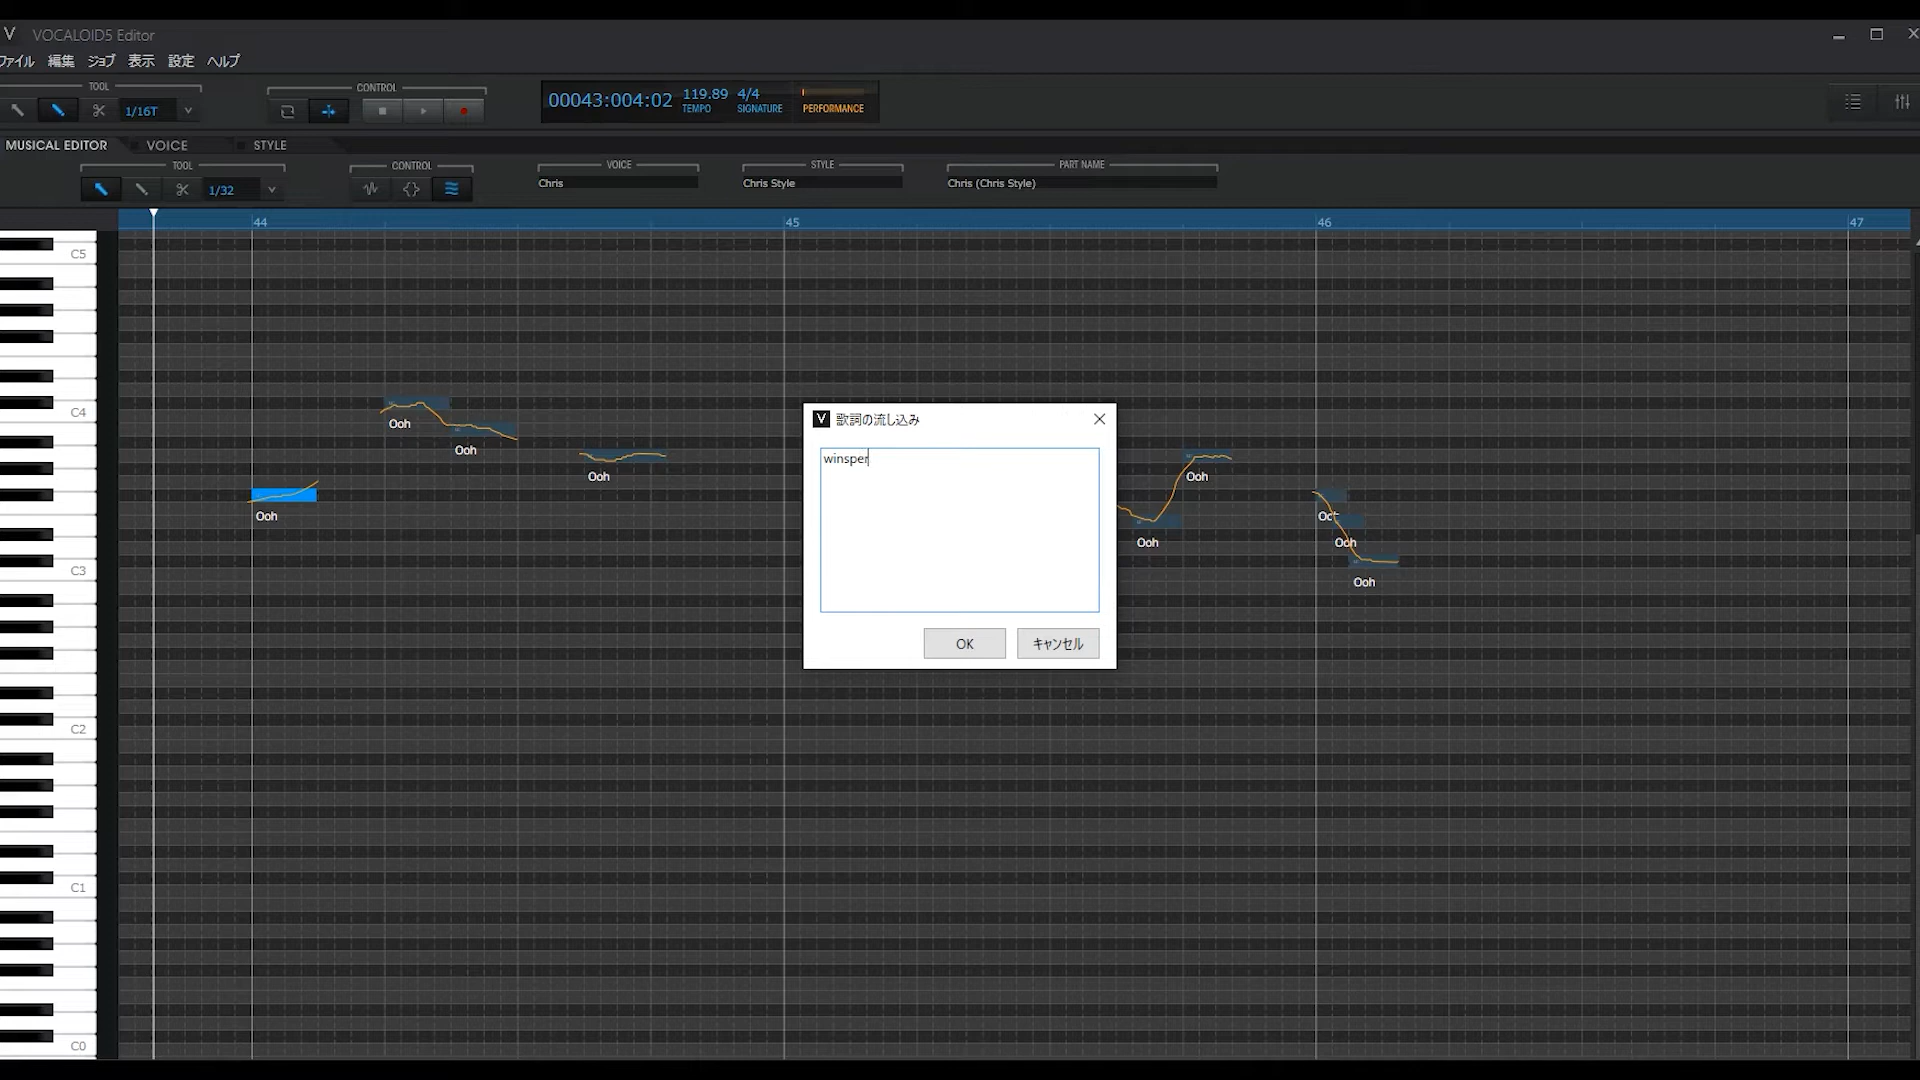 V VOCALOID5 Editor
ファイル 編集 ジョブ 表示 設定 ヘルプ
TOOL CONTROL
1/16T
00043:004:02 119.89 TEMPO 4/4 SIGNATURE PERFORMANCE
MUSICAL EDITOR VOICE STYLE
TOOL CONTROL VOICE STYLE PART NAME
1/32 Chris Chris Style Chris (Chris Style)
44 45 46 47
C5
C4
Ooh
Ooh
Ooh
Ooh
V 歌詞の流し込み
winsper
OK キャンセル
Ooh
Ooh
Ooh
Ooh
Ooh
C3
C2
C1
C0